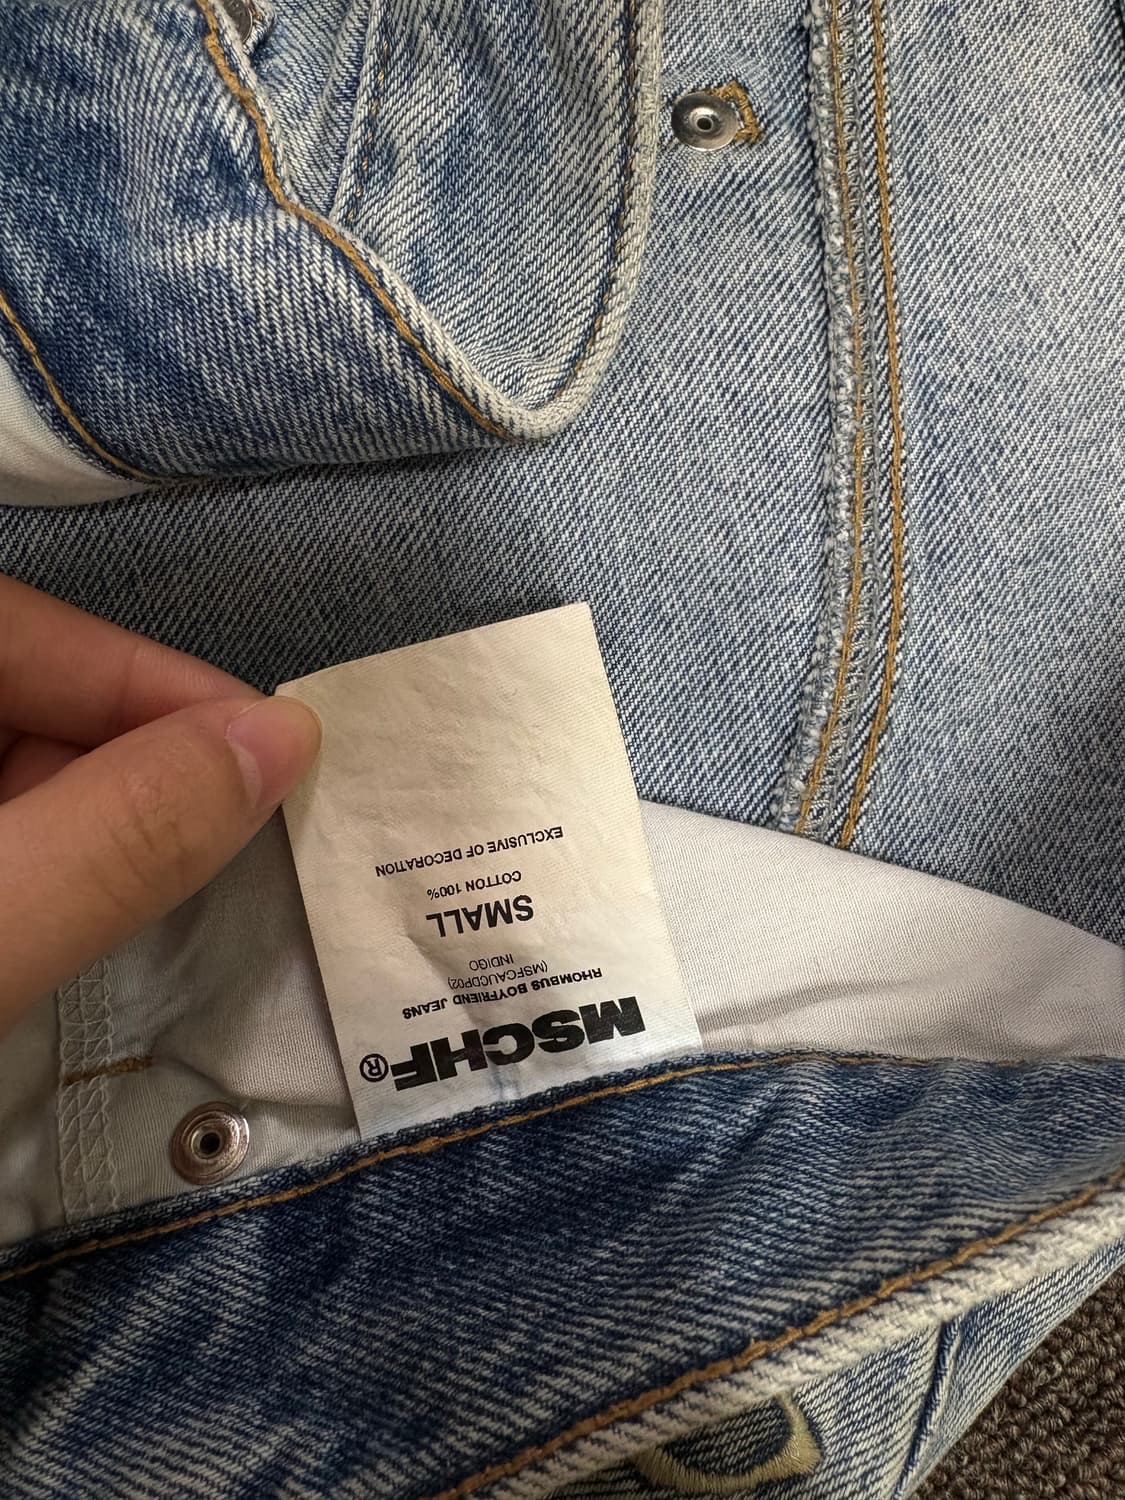 MSCHF®
RHOMBUS BOYFRIEND JEANS
(MSFCAUCDP02)
INDIGO
SMALL
COTTON 100%
EXCLUSIVE OF DECORATION